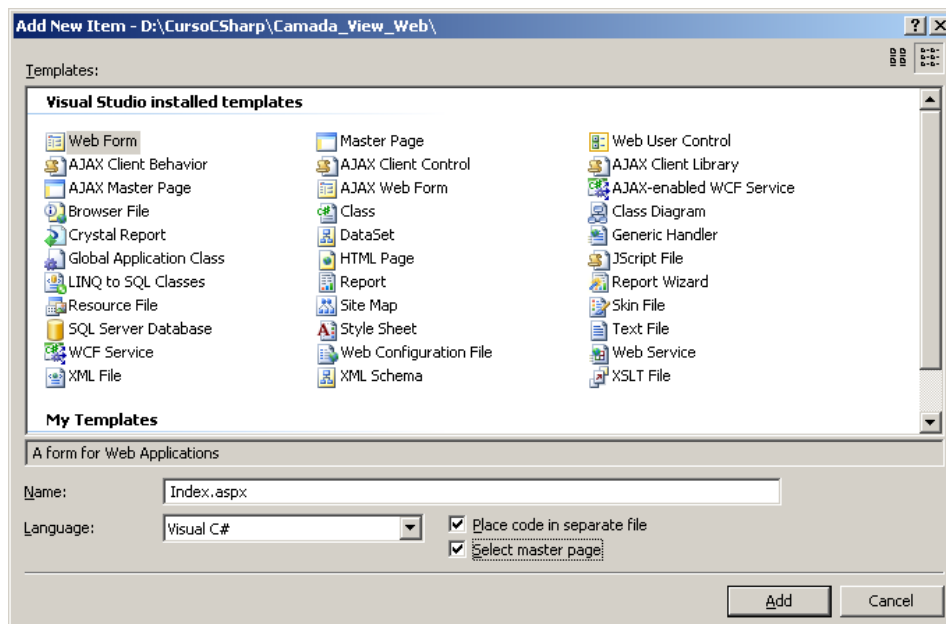 Add New Item - D:\CursoCSharp\Camada_View_Web\
Templates:
Visual Studio installed templates
Web Form Master Page Web User Control
AJAX Client Behavior AJAX Client Control AJAX Client Library
AJAX Master Page AJAX Web Form AJAX-enabled WCF Service
Browser File Class Class Diagram
Crystal Report DataSet Generic Handler
Global Application Class HTML Page JScript File
LINQ to SQL Classes Report Report Wizard
Resource File Site Map Skin File
SQL Server Database Style Sheet Text File
WCF Service Web Configuration File Web Service
XML File XML Schema XSLT File
My Templates
A form for Web Applications
Name: Index.aspx
Language: Visual C# Place code in separate file
Select master page
Add Cancel